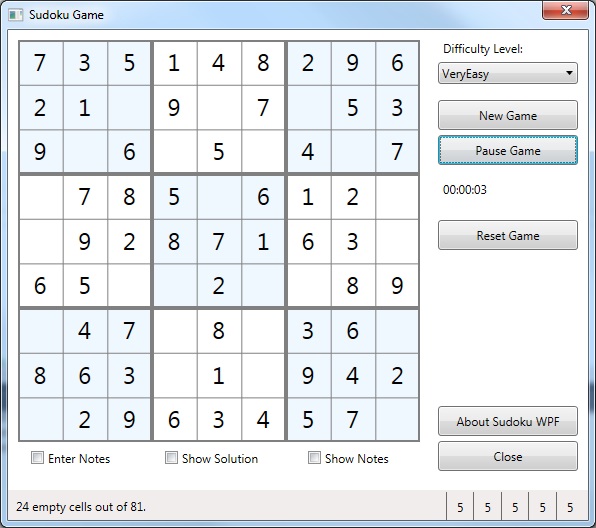 Sudoku Game
Difficulty Level:
VeryEasy
New Game
Pause Game
00:00:03
Reset Game
7 3 5 1 4 8 2 9 6
2 1 9 7 5 3
9 6 5 4 7
7 8 5 6 1 2
9 2 8 7 1 6 3
6 5 2 8 9
4 7 8 3 6
8 6 3 1 9 4 2
2 9 6 3 4 5 7
About Sudoku WPF
Close
Enter Notes Show Solution Show Notes
24 empty cells out of 81. 5 5 5 5 5